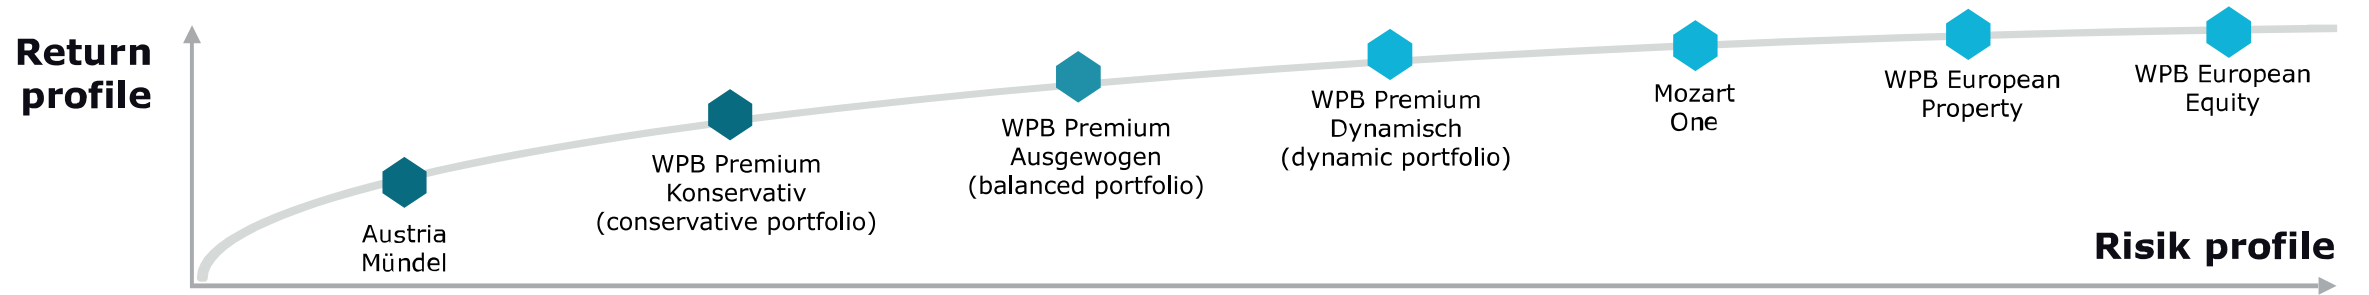 Return
profile
Austria
Mündel
WPB Premium
Konservativ
(conservative portfolio)
WPB Premium
Ausgewogen
(balanced portfolio)
WPB Premium
Dynamisch
(dynamic portfolio)
Mozart
One
WPB European
Property
WPB European
Equity
Risik profile